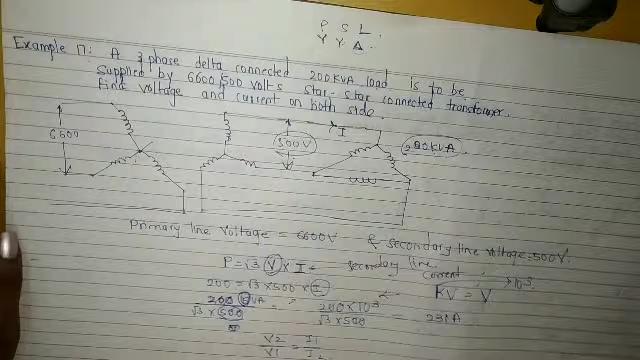 P S L
Y Y Δ
Example 17: A 3 phase delta connected 200KVA load is to be
supplied by 6600/500 volts star-star connected transformer.
find voltage and current on both side.
6600
500V
I
200KVA
Primary line voltage = 6600V & secondary line voltage = 500V.
P = √3 V × I = secondary line current
200 = √3 × 500 × I
KV = V × 10³
200 KVA / √3 × 500 = 200 × 10³ / √3 × 500 = 231A
V2 / V1 = I1 / I2